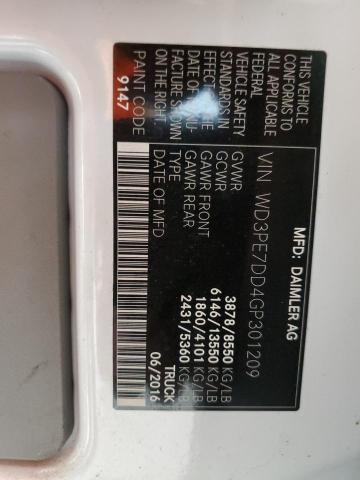 MFD: DAIMLER AG
VIN WD3PE7DD4GP301209
GVWR 3878/8550 KG/LB
GCWR 6146/13550 KG/LB
GAWR FRONT 1860/4101 KG/LB
GAWR REAR 2431/5360 KG/LB
TYPE TRUCK
DATE OF MFD 06/2016
THIS VEHICLE
CONFORMS TO
ALL APPLICABLE
FEDERAL
VEHICLE SAFETY
STANDARDS IN
EFFECT
DATE OF MANU-
FACTURE SHOWN
ON THE RIGHT
PAINT CODE
9147